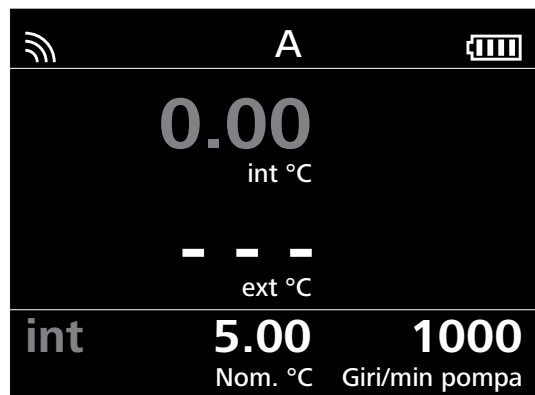 A
0.00
int °C
- - -
ext °C
int 5.00 1000
Nom. °C Giri/min pompa